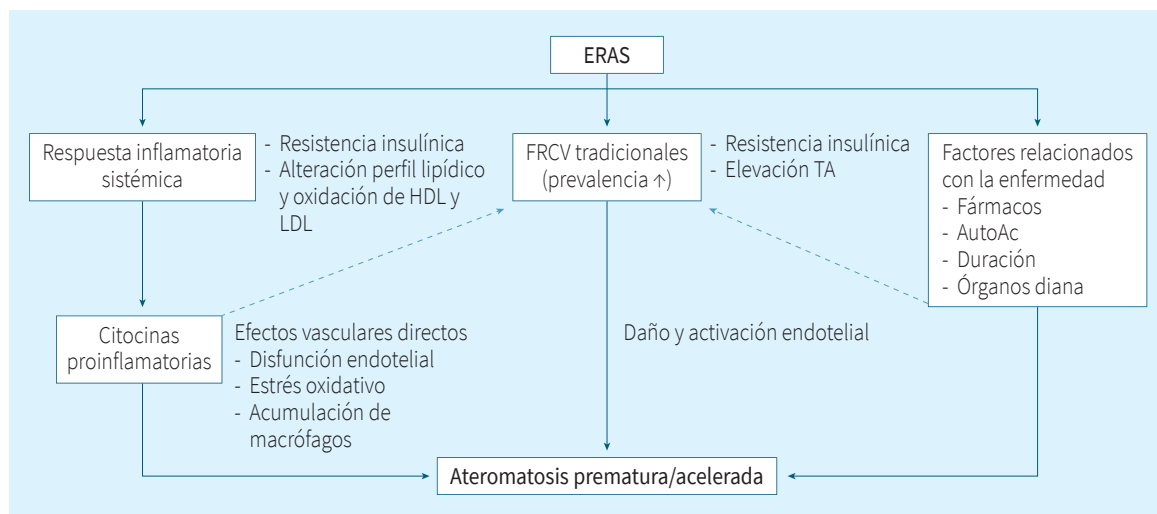 ERAS
Respuesta inflamatoria
sistémica
- Resistencia insulínica
- Alteración perfil lipídico
y oxidación de HDL y
LDL
FRCV tradicionales
(prevalencia ↑)
- Resistencia insulínica
- Elevación TA
Factores relacionados
con la enfermedad
- Fármacos
- AutoAc
- Duración
- Órganos diana
Citocinas
proinflamatorias
Efectos vasculares directos
- Disfunción endotelial
- Estrés oxidativo
- Acumulación de
macrófagos
Daño y activación endotelial
Ateromatosis prematura/acelerada